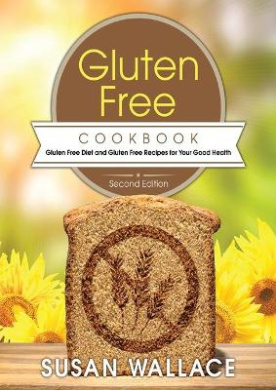 Gluten
Free
COOKBOOK
Gluten Free Diet and Gluten Free Recipes for Your Good Health
Second Edition
SUSAN WALLACE